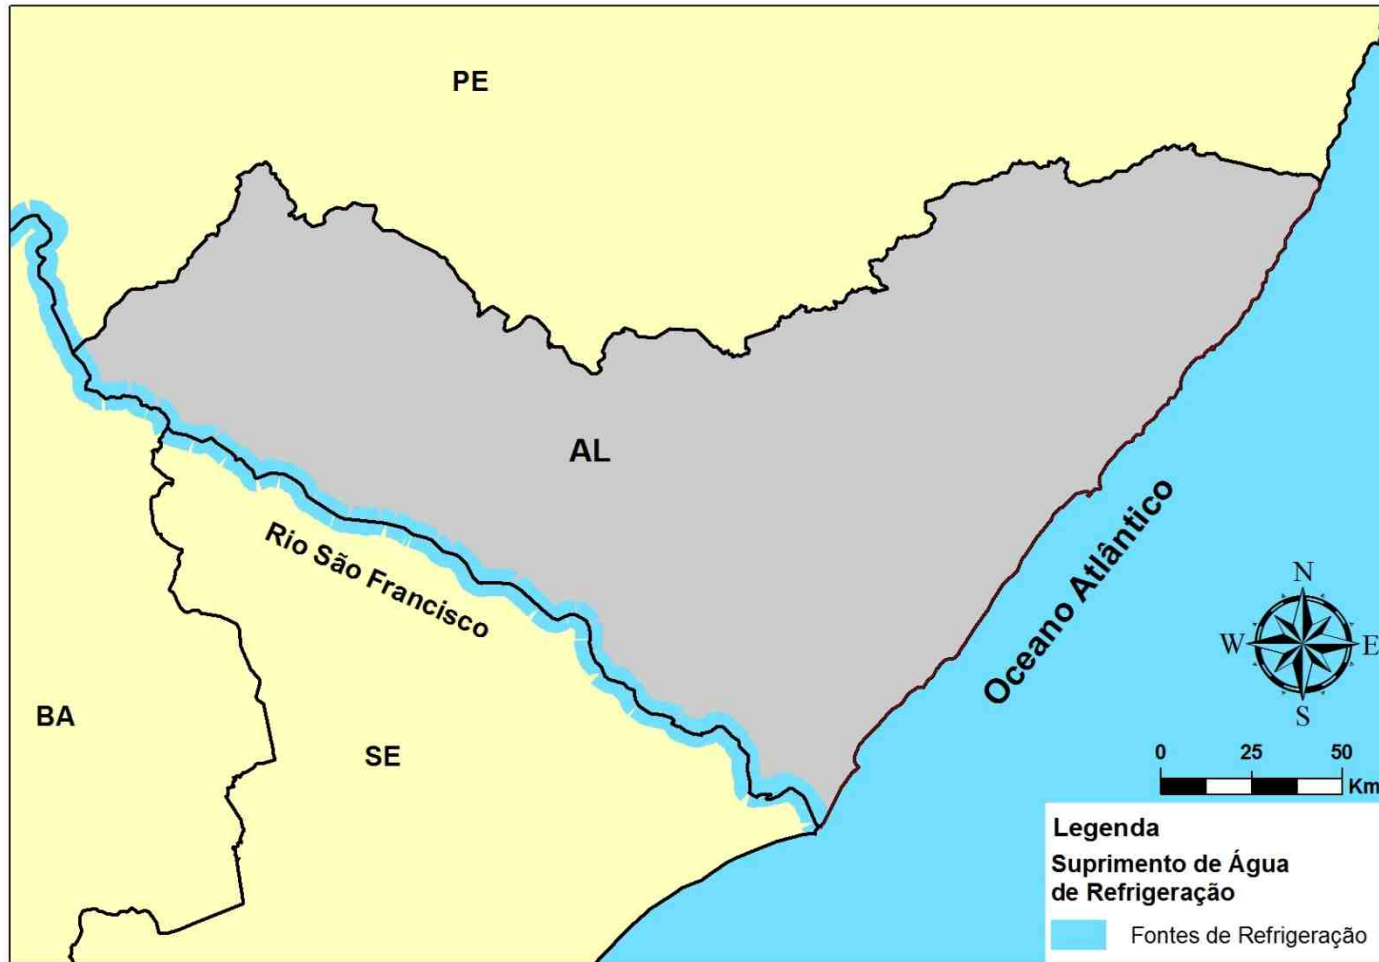 PE
AL
Rio São Francisco
Oceano Atlântico
N
W E
S
BA
SE
0 25 50
Km
Legenda
Suprimento de Água
de Refrigeração
Fontes de Refrigeração